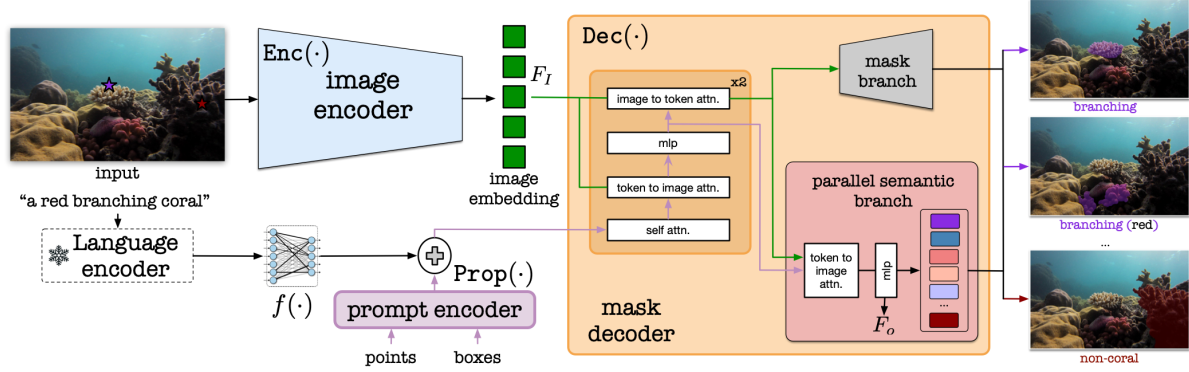 Enc(·)
image
encoder
F_I
image
embedding
input
"a red branching coral"
Language
encoder
f(·)
Prop(·)
prompt encoder
points
boxes
Dec(·)
x2
image to token attn.
mlp
token to image attn.
self attn.
mask
decoder
mask
branch
parallel semantic
branch
token to
image
attn.
mlp
F_o
...
branching
branching (red)
...
non-coral